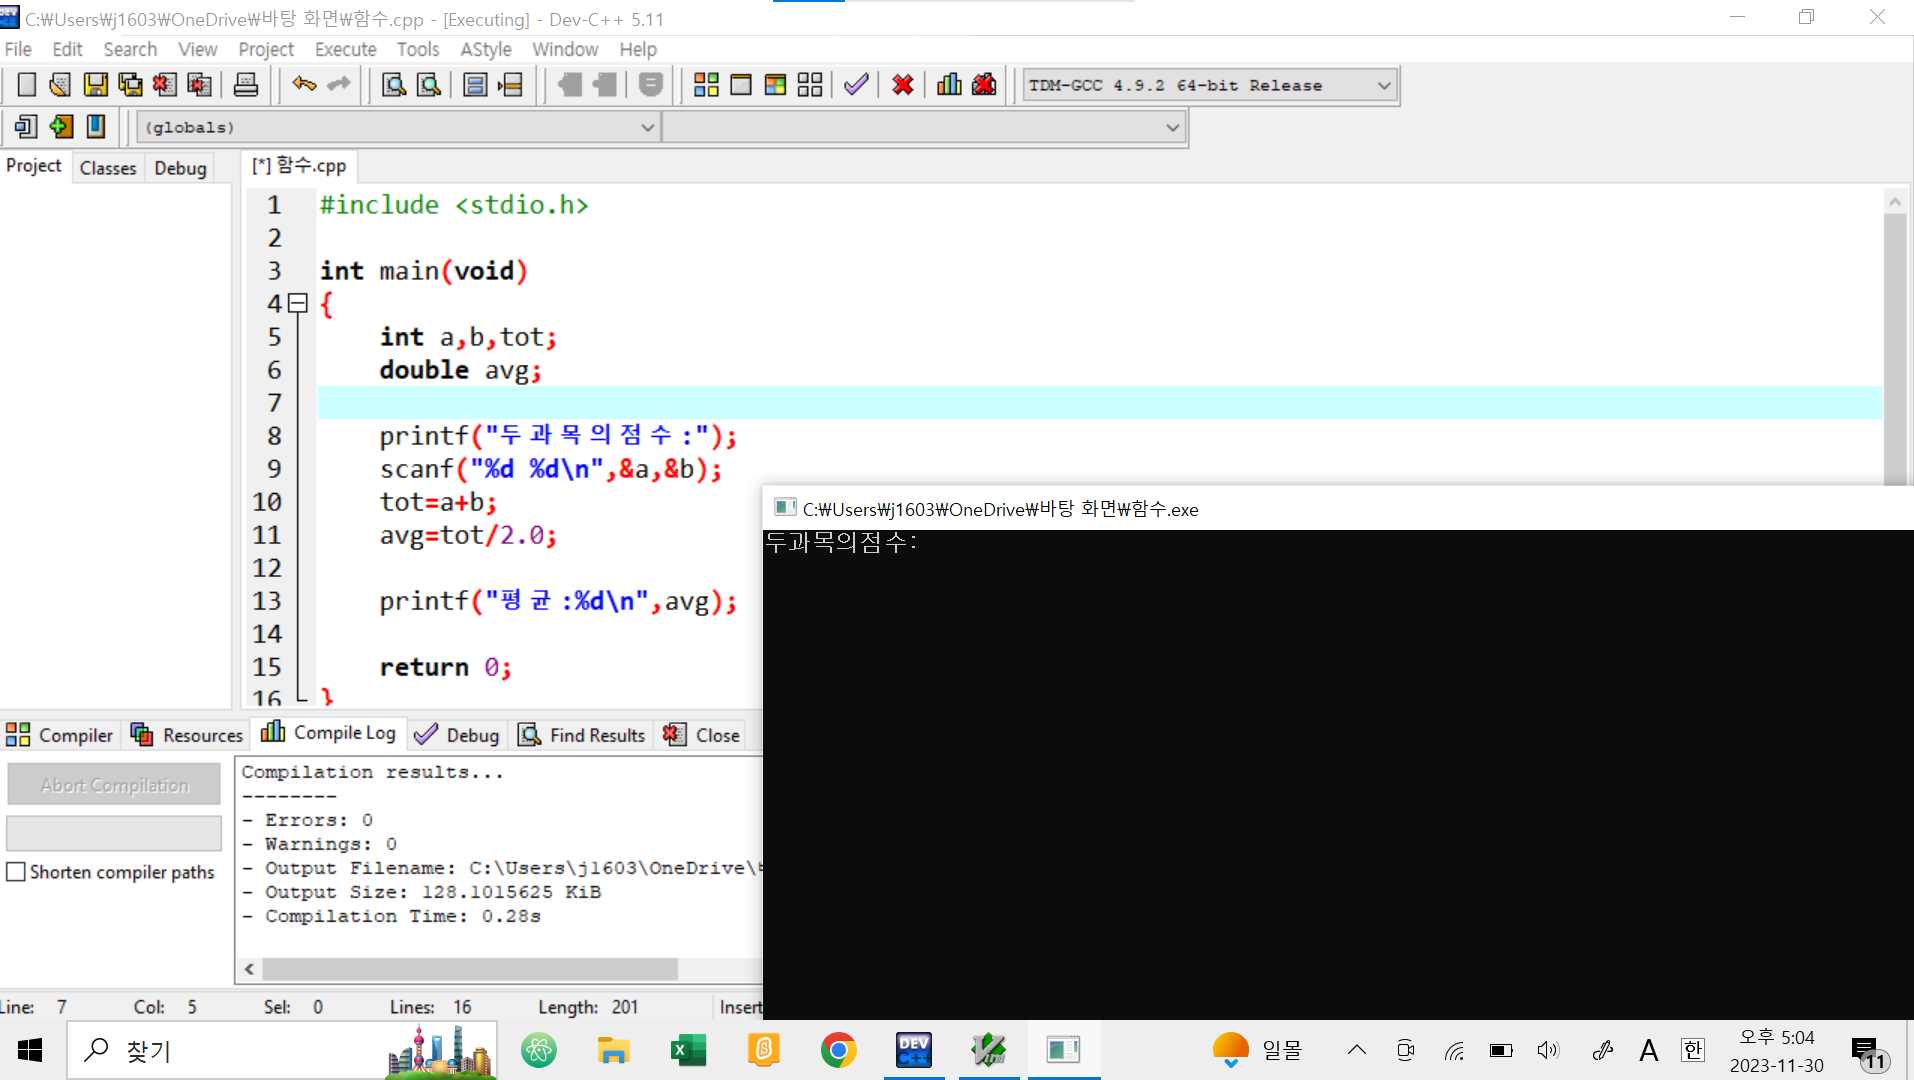 C:\Users\j1603\OneDrive\바탕 화면\함수.cpp - [Executing] - Dev-C++ 5.11
File Edit Search View Project Execute Tools AStyle Window Help
TDM-GCC 4.9.2 64-bit Release
(globals)
Project Classes Debug [*] 함수.cpp
1 #include <stdio.h>
2
3 int main(void)
4 {
5 int a,b,tot;
6 double avg;
7
8 printf("두과목의점수:");
9 scanf("%d %d\n",&a,&b);
10 tot=a+b;
11 avg=tot/2.0;
12
13 printf("평균:%d\n",avg);
14
15 return 0;
16 }
C:\Users\j1603\OneDrive\바탕 화면\함수.exe
두과목의점수:
Compiler Resources Compile Log Debug Find Results Close
Abort Compilation
Shorten compiler paths
Compilation results...
--------
- Errors: 0
- Warnings: 0
- Output Filename: C:\Users\j1603\OneDrive\
- Output Size: 128.1015625 KiB
- Compilation Time: 0.28s
Line: 7 Col: 5 Sel: 0 Lines: 16 Length: 201 Insert
찾기
DEV C++
일몰
A 한
오후 5:04
2023-11-30
11